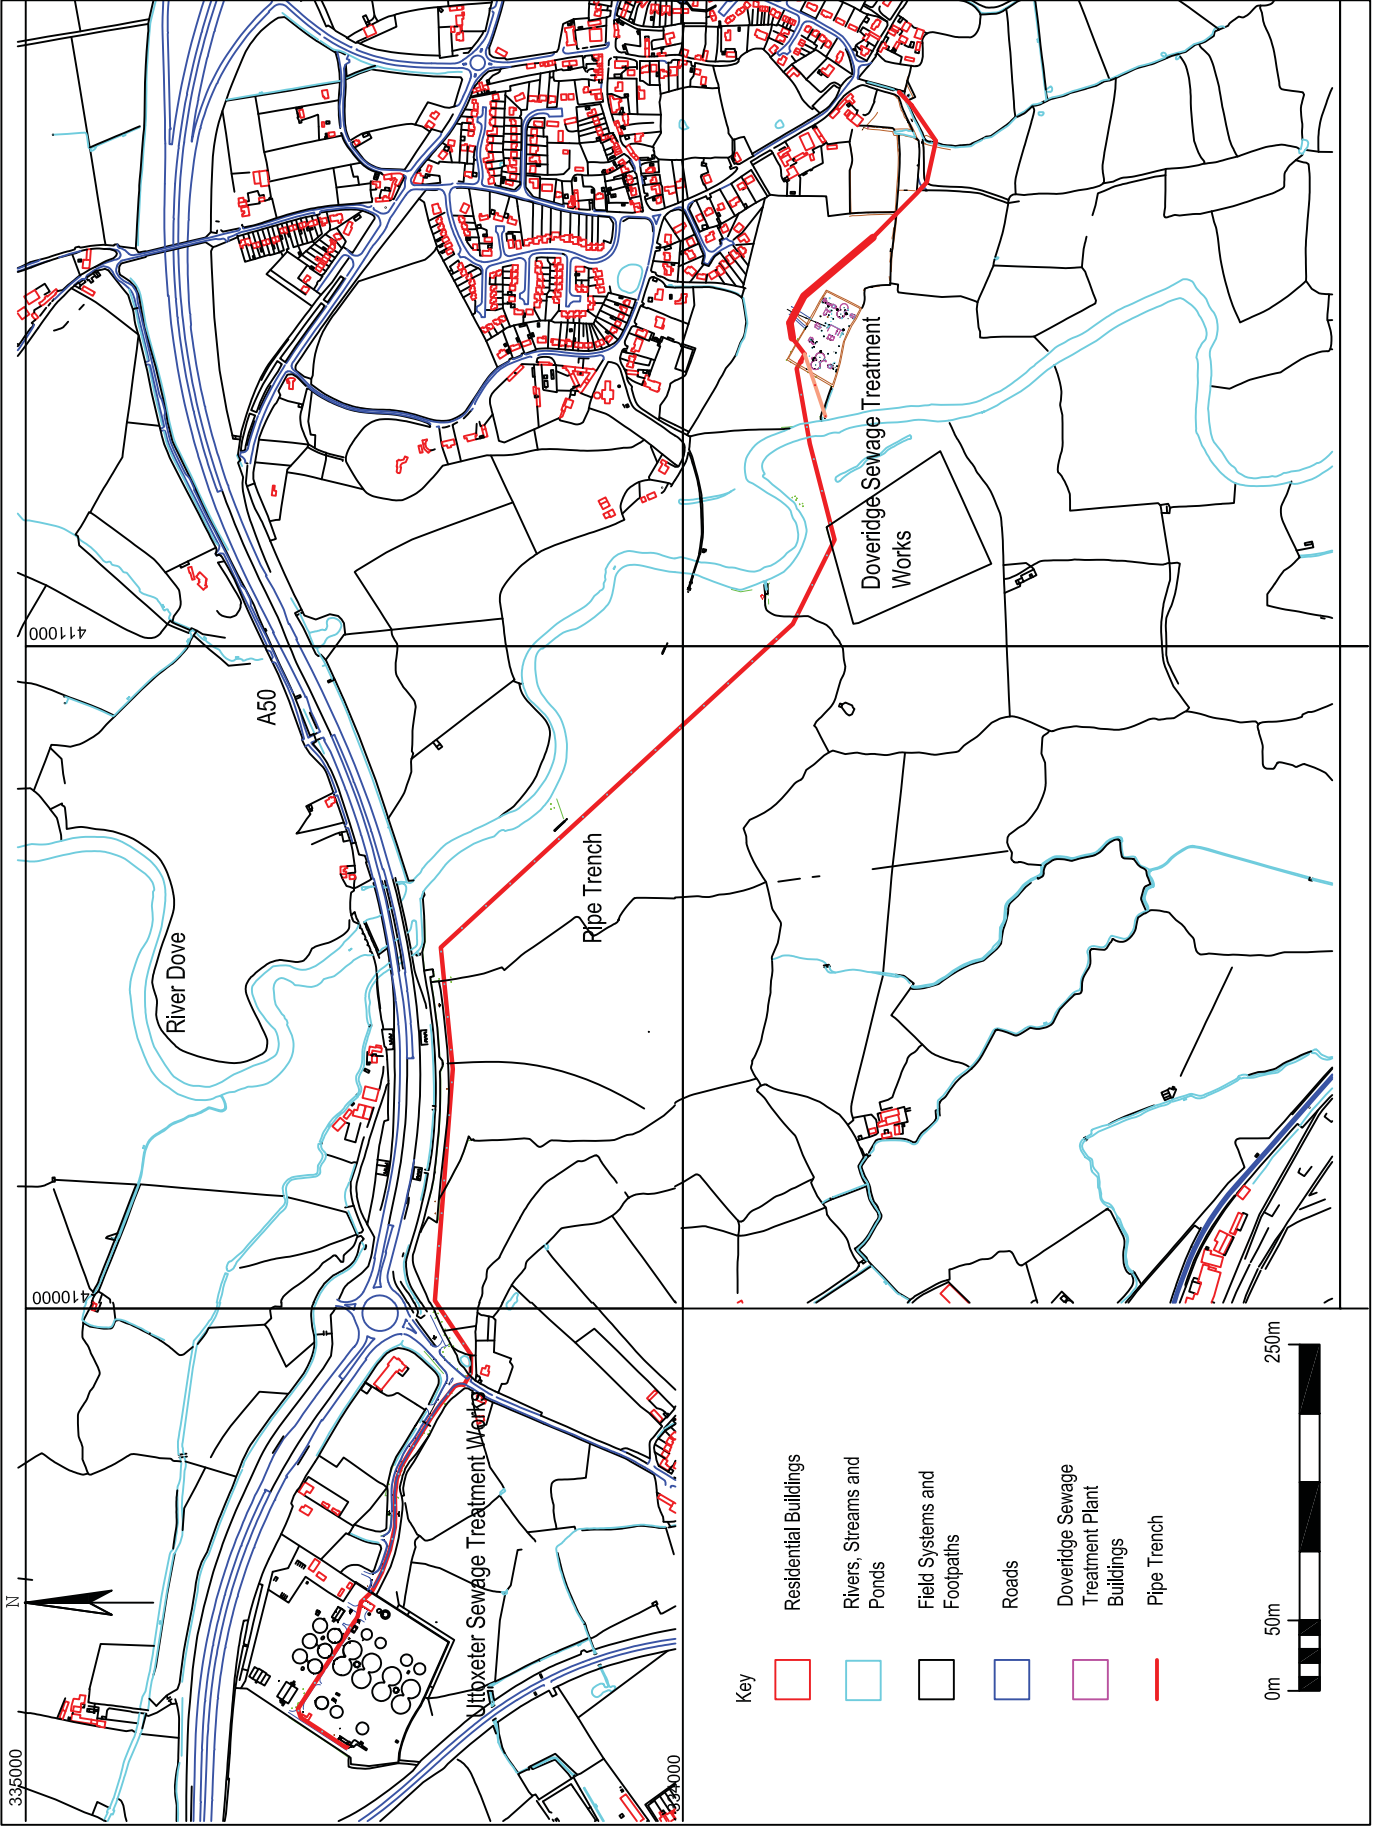 N
335000
334000
410000
411000
A50
River Dove
Pipe Trench
Uttoxeter Sewage Treatment Works
Doveridge Sewage Treatment
Works
Key
Residential Buildings
Rivers, Streams and
Ponds
Field Systems and
Footpaths
Roads
Doveridge Sewage
Treatment Plant
Buildings
Pipe Trench
0m
50m
250m